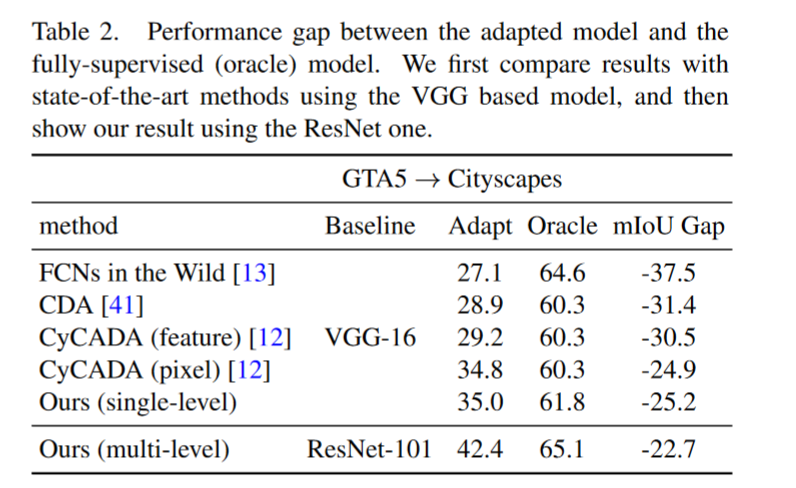 Table 2. Performance gap between the adapted model and the
fully-supervised (oracle) model. We first compare results with
state-of-the-art methods using the VGG based model, and then
show our result using the ResNet one.
GTA5 → Cityscapes
method Baseline Adapt Oracle mIoU Gap
FCNs in the Wild [13] 27.1 64.6 -37.5
CDA [41] 28.9 60.3 -31.4
CyCADA (feature) [12] VGG-16 29.2 60.3 -30.5
CyCADA (pixel) [12] 34.8 60.3 -24.9
Ours (single-level) 35.0 61.8 -25.2
Ours (multi-level) ResNet-101 42.4 65.1 -22.7